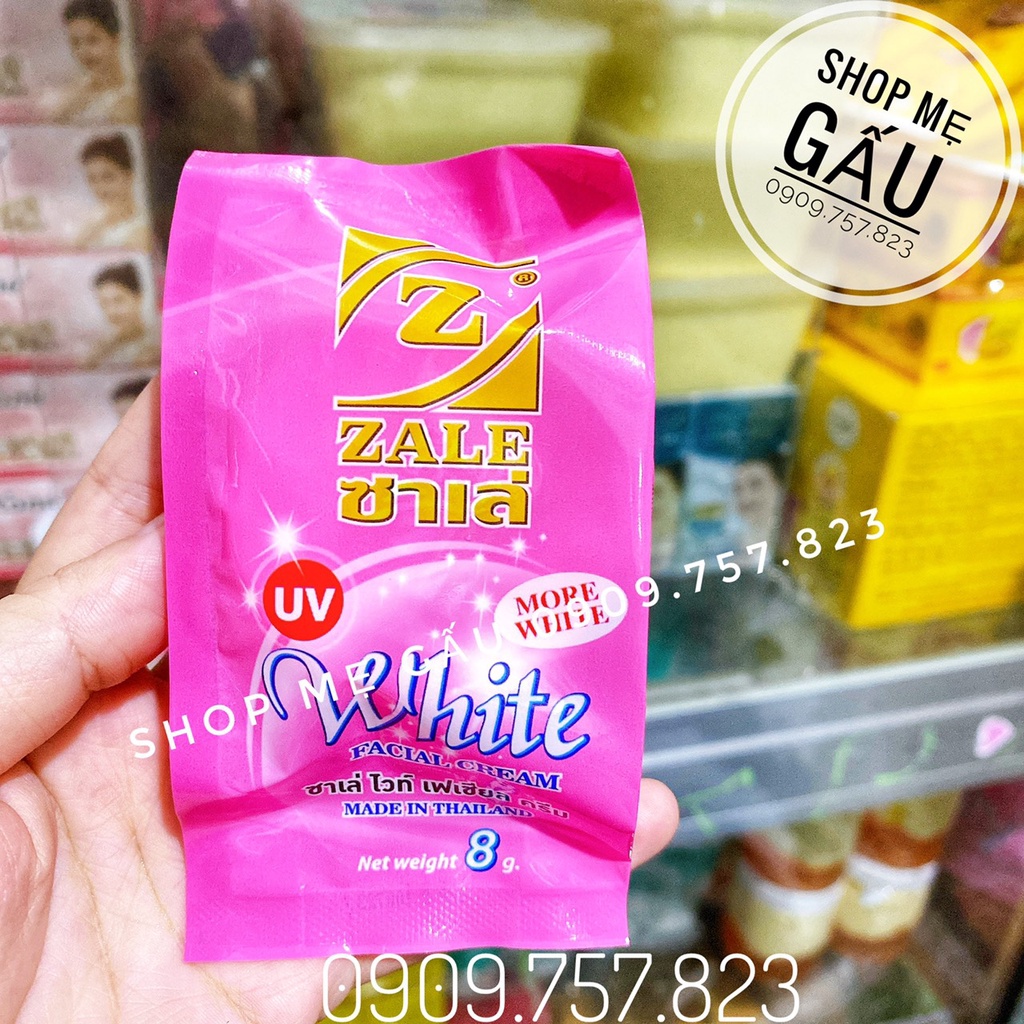 SHOP MẸ
GẤU
0909.757.823
Z
®
ZALE
ซาเล่
UV
MORE
WHITE
White
FACIAL CREAM
ซาเล่ ไวท์ เฟเชียล ครีม
MADE IN THAILAND
Net weight 8 g.
SHOP MẸ GẤU 0909.757.823
0909.757.823